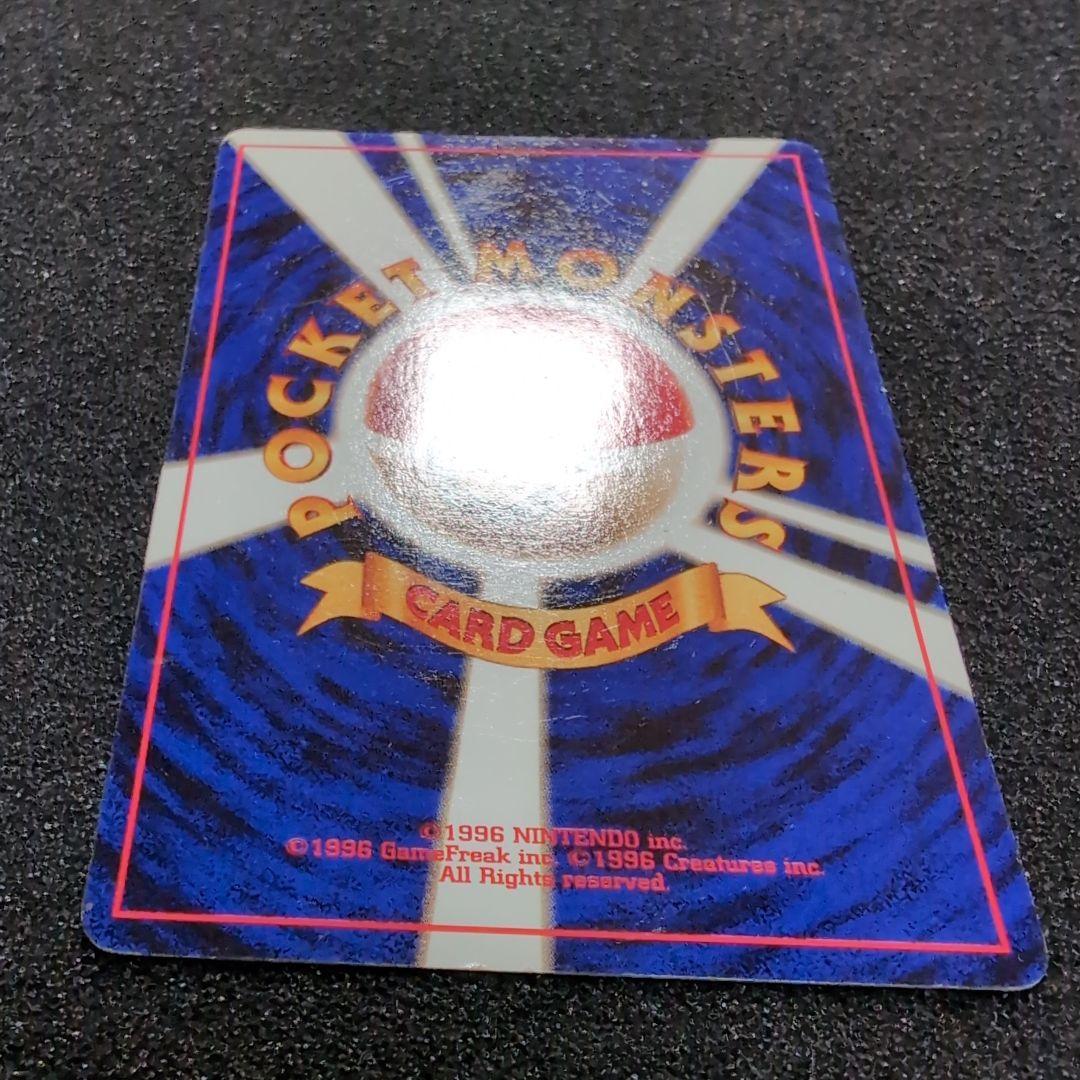 POCKET MONSTERS
CARD GAME
©1996 NINTENDO inc.
©1996 GameFreak inc. ©1996 Creatures inc.
All Rights reserved.